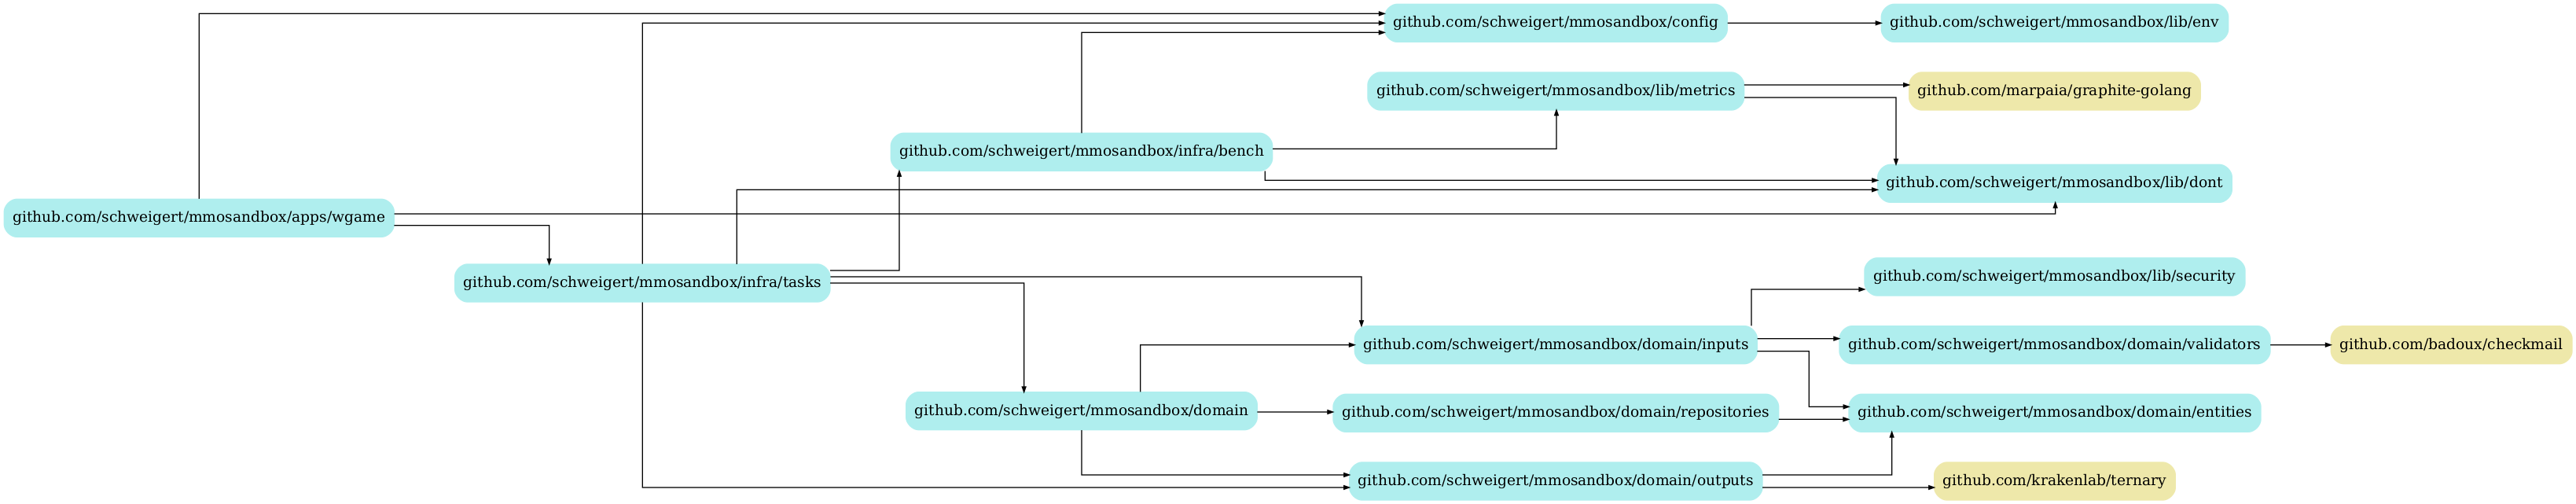 github.com/schweigert/mmosandbox/config
github.com/schweigert/mmosandbox/lib/env
github.com/schweigert/mmosandbox/lib/metrics
github.com/marpaia/graphite-golang
github.com/schweigert/mmosandbox/infra/bench
github.com/schweigert/mmosandbox/lib/dont
github.com/schweigert/mmosandbox/apps/wgame
github.com/schweigert/mmosandbox/infra/tasks
github.com/schweigert/mmosandbox/lib/security
github.com/schweigert/mmosandbox/domain/inputs
github.com/schweigert/mmosandbox/domain/validators
github.com/badoux/checkmail
github.com/schweigert/mmosandbox/domain
github.com/schweigert/mmosandbox/domain/repositories
github.com/schweigert/mmosandbox/domain/entities
github.com/schweigert/mmosandbox/domain/outputs
github.com/krakenlab/ternary